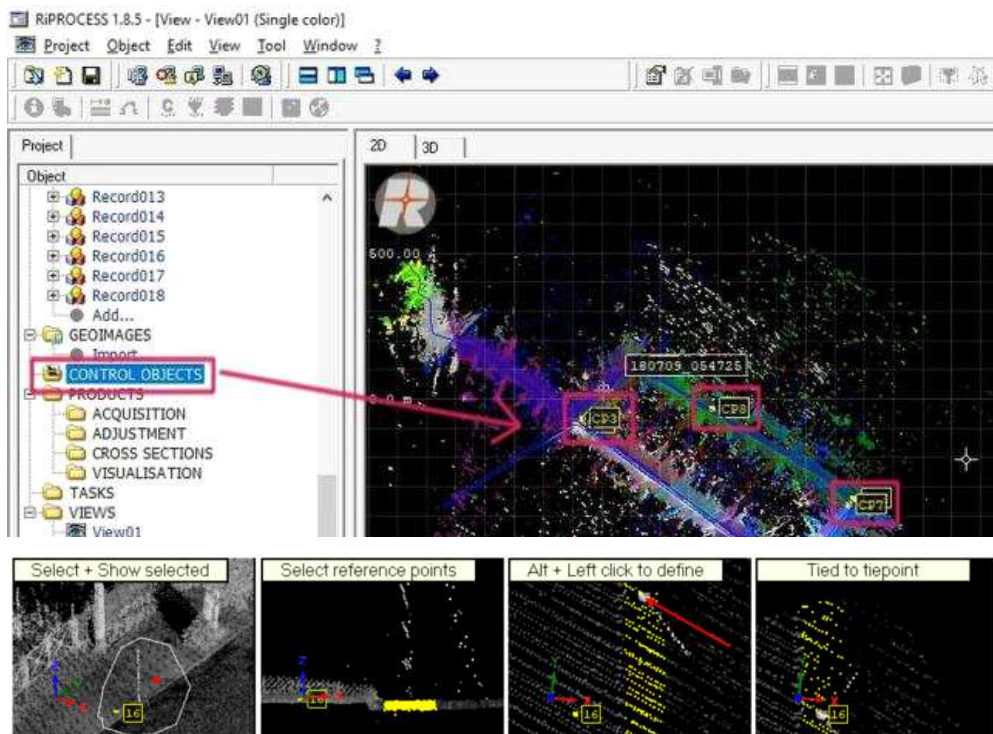 RiPROCESS 1.8.5 - [View - View01 (Single color)]
Project Object Edit View Tool Window ?
Project
2D 3D
Object
Record013
Record014
Record015
Record016
Record017
Record018
Add...
GEOIMAGES
Import
CONTROL OBJECTS
PRODUCTS
ACQUISITION
ADJUSTMENT
CROSS SECTIONS
VISUALISATION
TASKS
VIEWS
View01
500.00
180709_054725
CP3
CP8
CP7
Select + Show selected
Select reference points
Alt + Left click to define
Tied to tiepoint
16
16
16
16